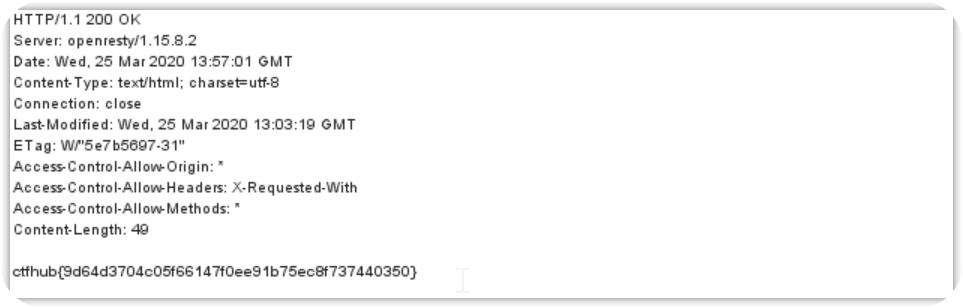 HTTP/1.1 200 OK
Server: openresty/1.15.8.2
Date: Wed, 25 Mar 2020 13:57:01 GMT
Content-Type: text/html; charset=utf-8
Connection: close
Last-Modified: Wed, 25 Mar 2020 13:03:19 GMT
ETag: W/"5e7b5697-31"
Access-Control-Allow-Origin: *
Access-Control-Allow-Headers: X-Requested-With
Access-Control-Allow-Methods: *
Content-Length: 49
ctfhub{9d64d3704c05f66147f0ee91b75ec8f737440350}